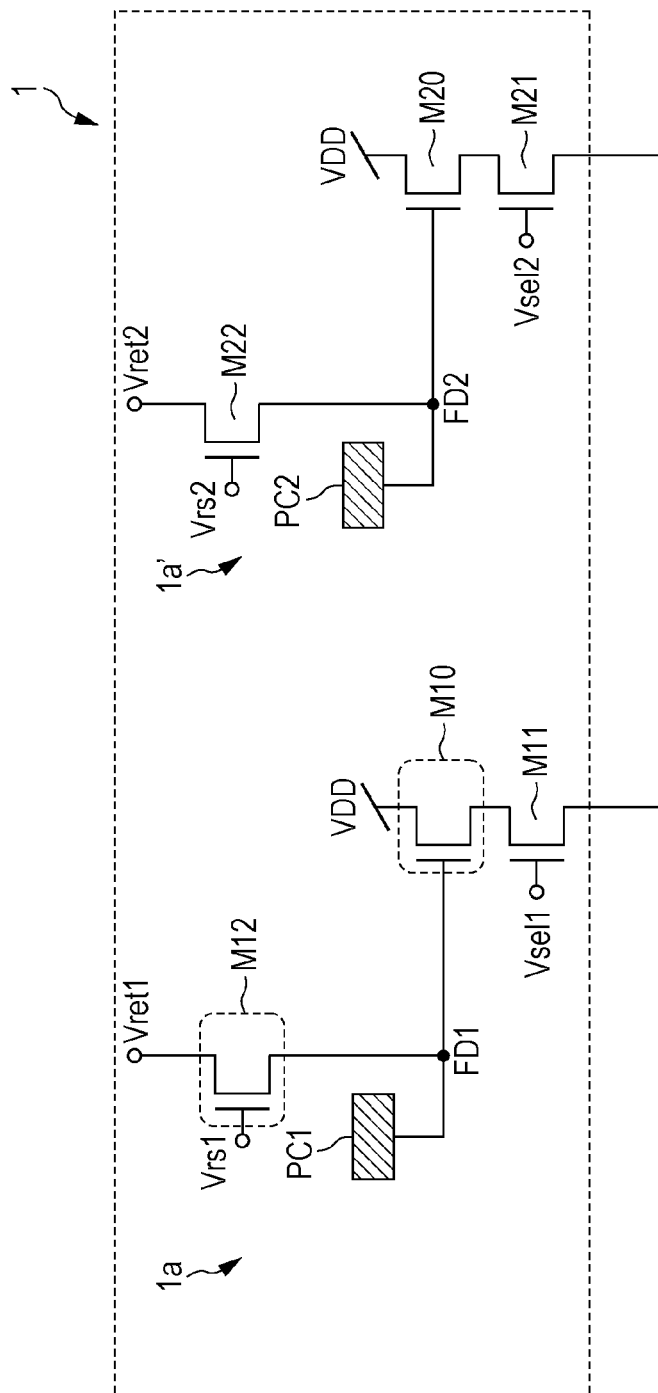 1
1a
Vret1
M12
Vrs1
PC1
FD1
VDD
M10
M11
Vsel1
1a'
Vret2
M22
Vrs2
PC2
FD2
VDD
M20
M21
Vsel2